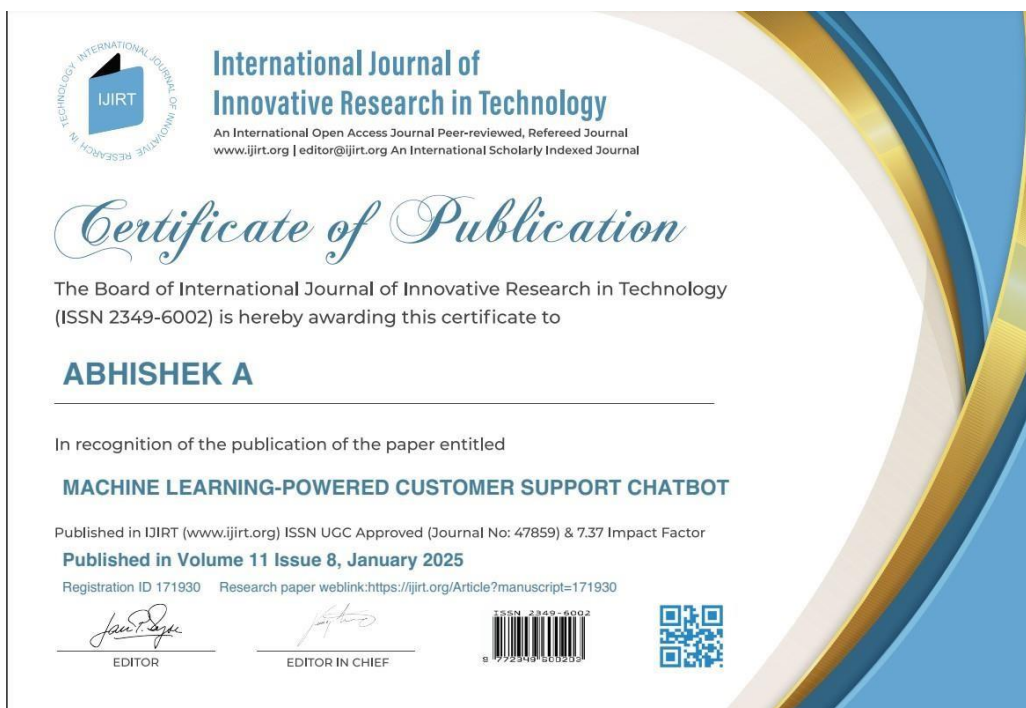 INTERNATIONAL JOURNAL OF INNOVATIVE RESEARCH IN TECHNOLOGY
IJIRT
International Journal of
Innovative Research in Technology
An International Open Access Journal Peer-reviewed, Refereed Journal
www.ijirt.org | editor@ijirt.org An International Scholarly Indexed Journal
Certificate of Publication
The Board of International Journal of Innovative Research in Technology
(ISSN 2349-6002) is hereby awarding this certificate to
ABHISHEK A
In recognition of the publication of the paper entitled
MACHINE LEARNING-POWERED CUSTOMER SUPPORT CHATBOT
Published in IJIRT (www.ijirt.org) ISSN UGC Approved (Journal No: 47859) & 7.37 Impact Factor
Published in Volume 11 Issue 8, January 2025
Registration ID 171930 Research paper weblink:https://ijirt.org/Article?manuscript=171930
ISSN 2349-6002
EDITOR
EDITOR IN CHIEF